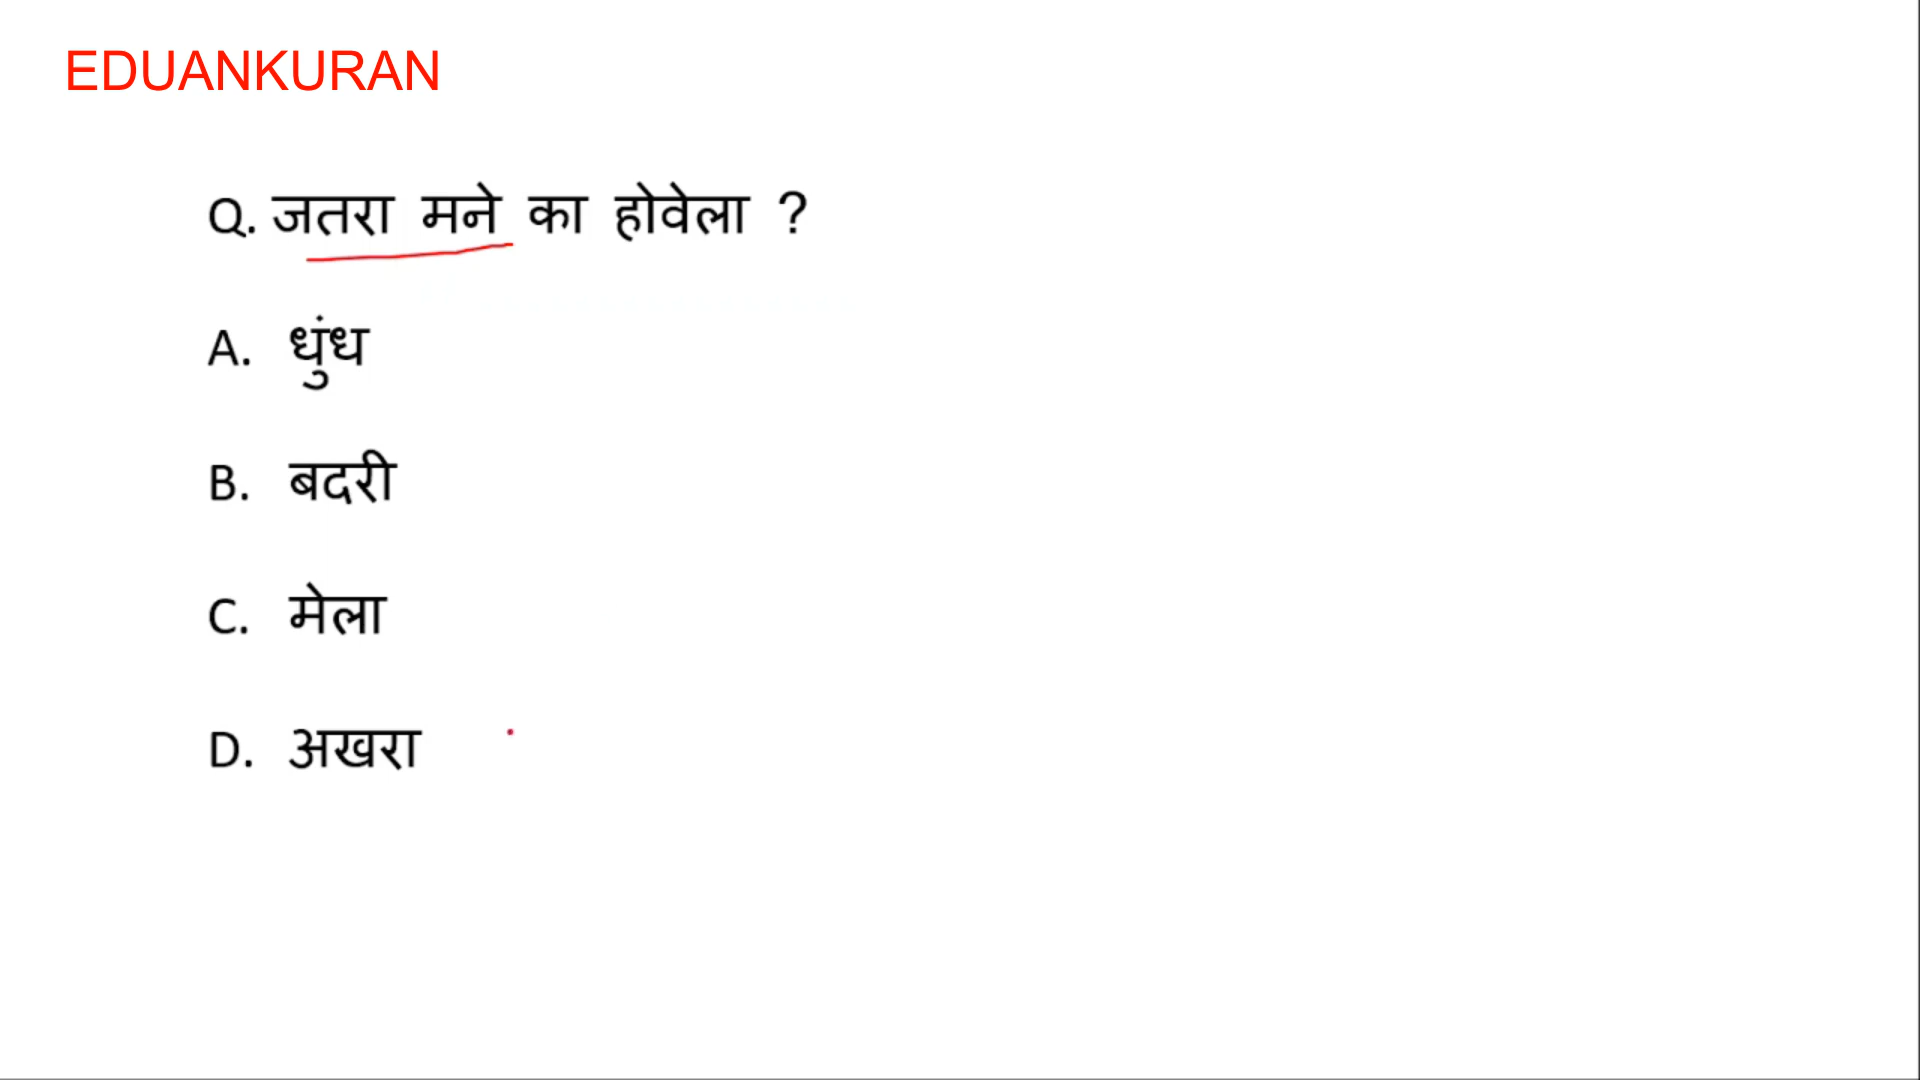 EDUANKURAN
Q. जतरा मने का होवेला ?
A. धुंध
B. बदरी
C. मेला
D. अखरा